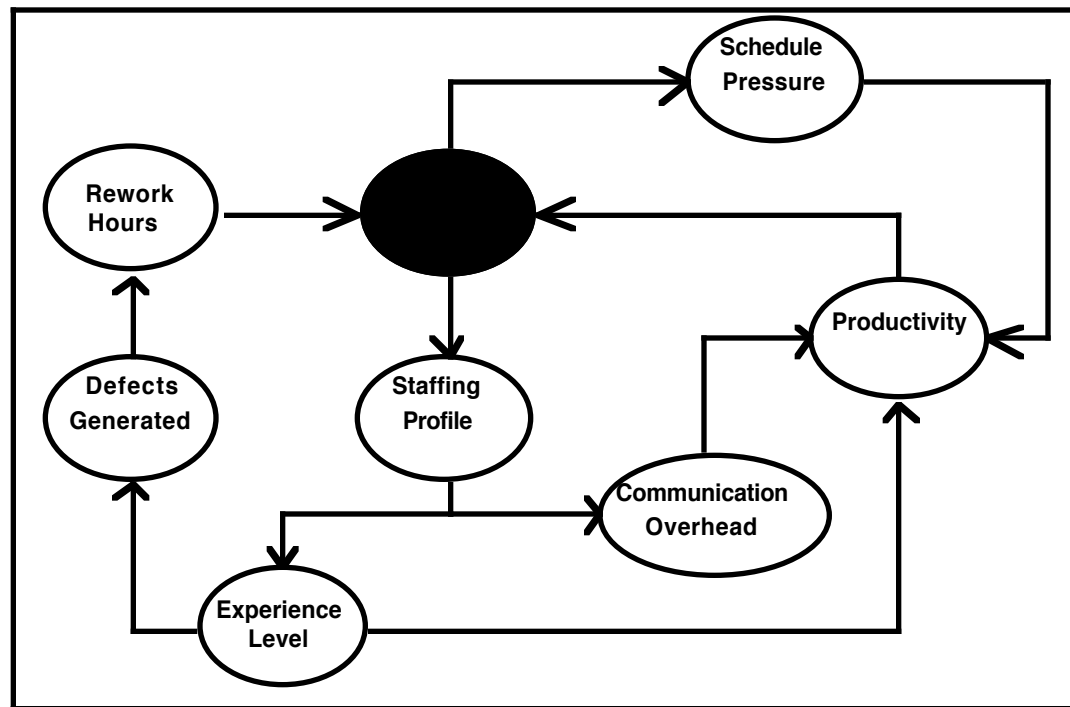 Schedule
Pressure
Rework
Hours
Productivity
Defects
Generated
Staffing
Profile
Communication
Overhead
Experience
Level